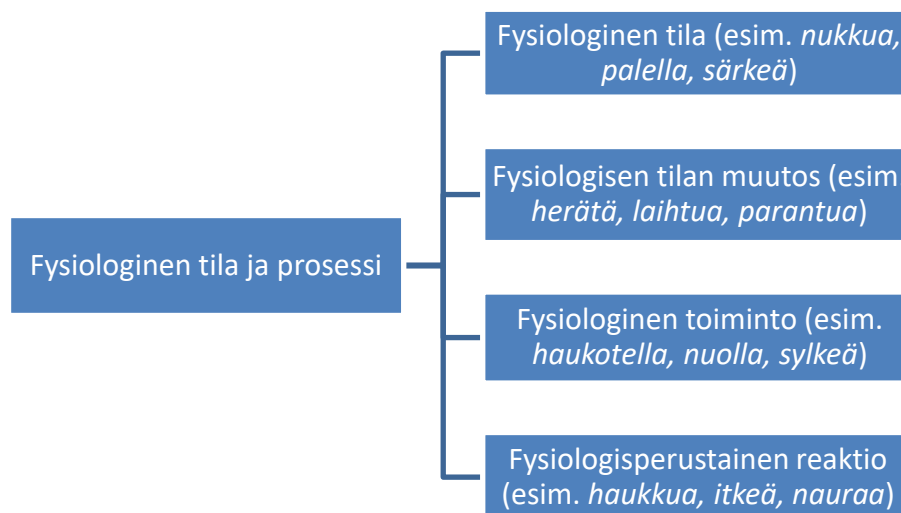 Fysiologinen tila ja prosessi
Fysiologinen tila (esim. nukkua,
palella, särkeä)
Fysiologisen tilan muutos (esim
herätä, laihtua, parantua)
Fysiologinen toiminto (esim.
haukotella, nuolla, sylkeä)
Fysiologisperustainen reaktio
(esim. haukkua, itkeä, nauraa)